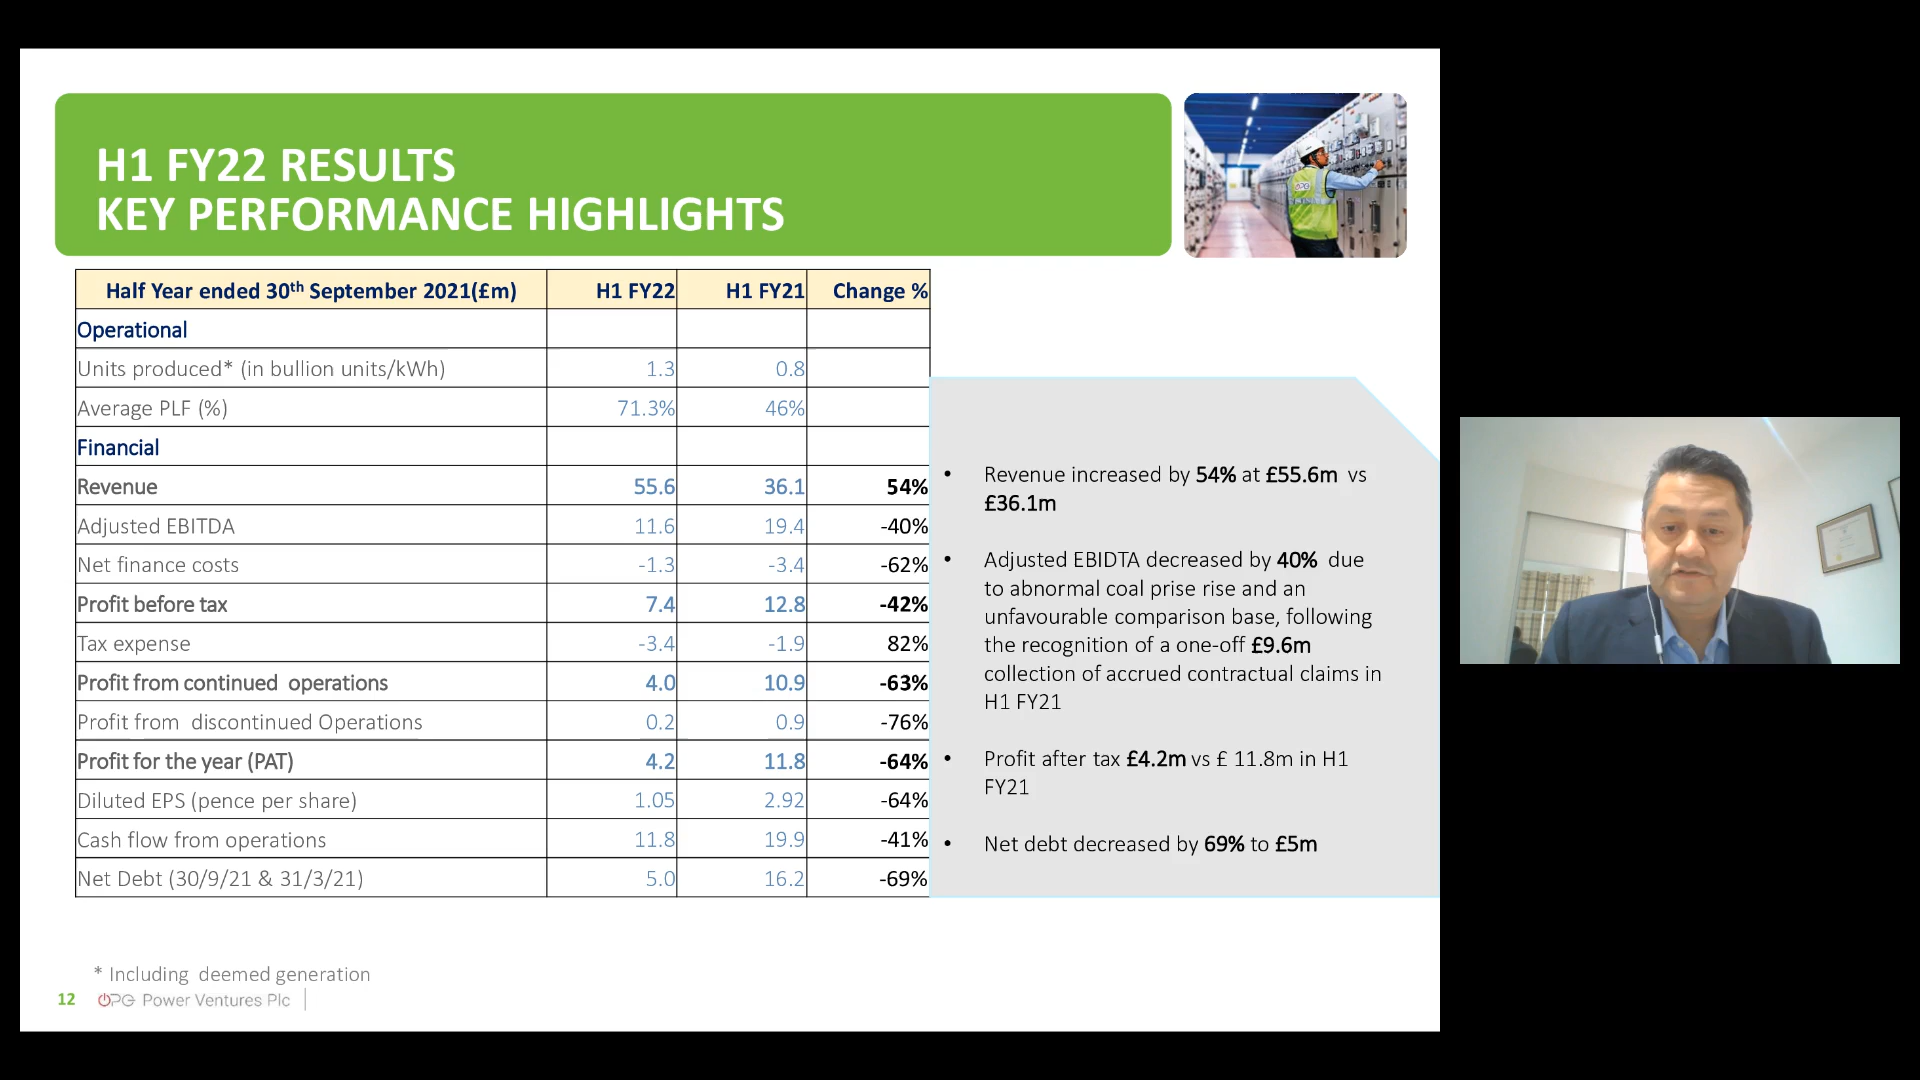 H1 FY22 RESULTS
KEY PERFORMANCE HIGHLIGHTS
Half Year ended 30th September 2021(£m) H1 FY22 H1 FY21 Change %
Operational
Units produced* (in bullion units/kWh) 1.3 0.8
Average PLF (%) 71.3% 46%
Financial
Revenue 55.6 36.1 54%
Adjusted EBITDA 11.6 19.4 -40%
Net finance costs -1.3 -3.4 -62%
Profit before tax 7.4 12.8 -42%
Tax expense -3.4 -1.9 82%
Profit from continued operations 4.0 10.9 -63%
Profit from discontinued Operations 0.2 0.9 -76%
Profit for the year (PAT) 4.2 11.8 -64%
Diluted EPS (pence per share) 1.05 2.92 -64%
Cash flow from operations 11.8 19.9 -41%
Net Debt (30/9/21 & 31/3/21) 5.0 16.2 -69%
• Revenue increased by 54% at £55.6m vs
£36.1m
• Adjusted EBIDTA decreased by 40% due
to abnormal coal prise rise and an
unfavourable comparison base, following
the recognition of a one-off £9.6m
collection of accrued contractual claims in
H1 FY21
• Profit after tax £4.2m vs £ 11.8m in H1
FY21
• Net debt decreased by 69% to £5m
* Including deemed generation
12 OPG Power Ventures Plc